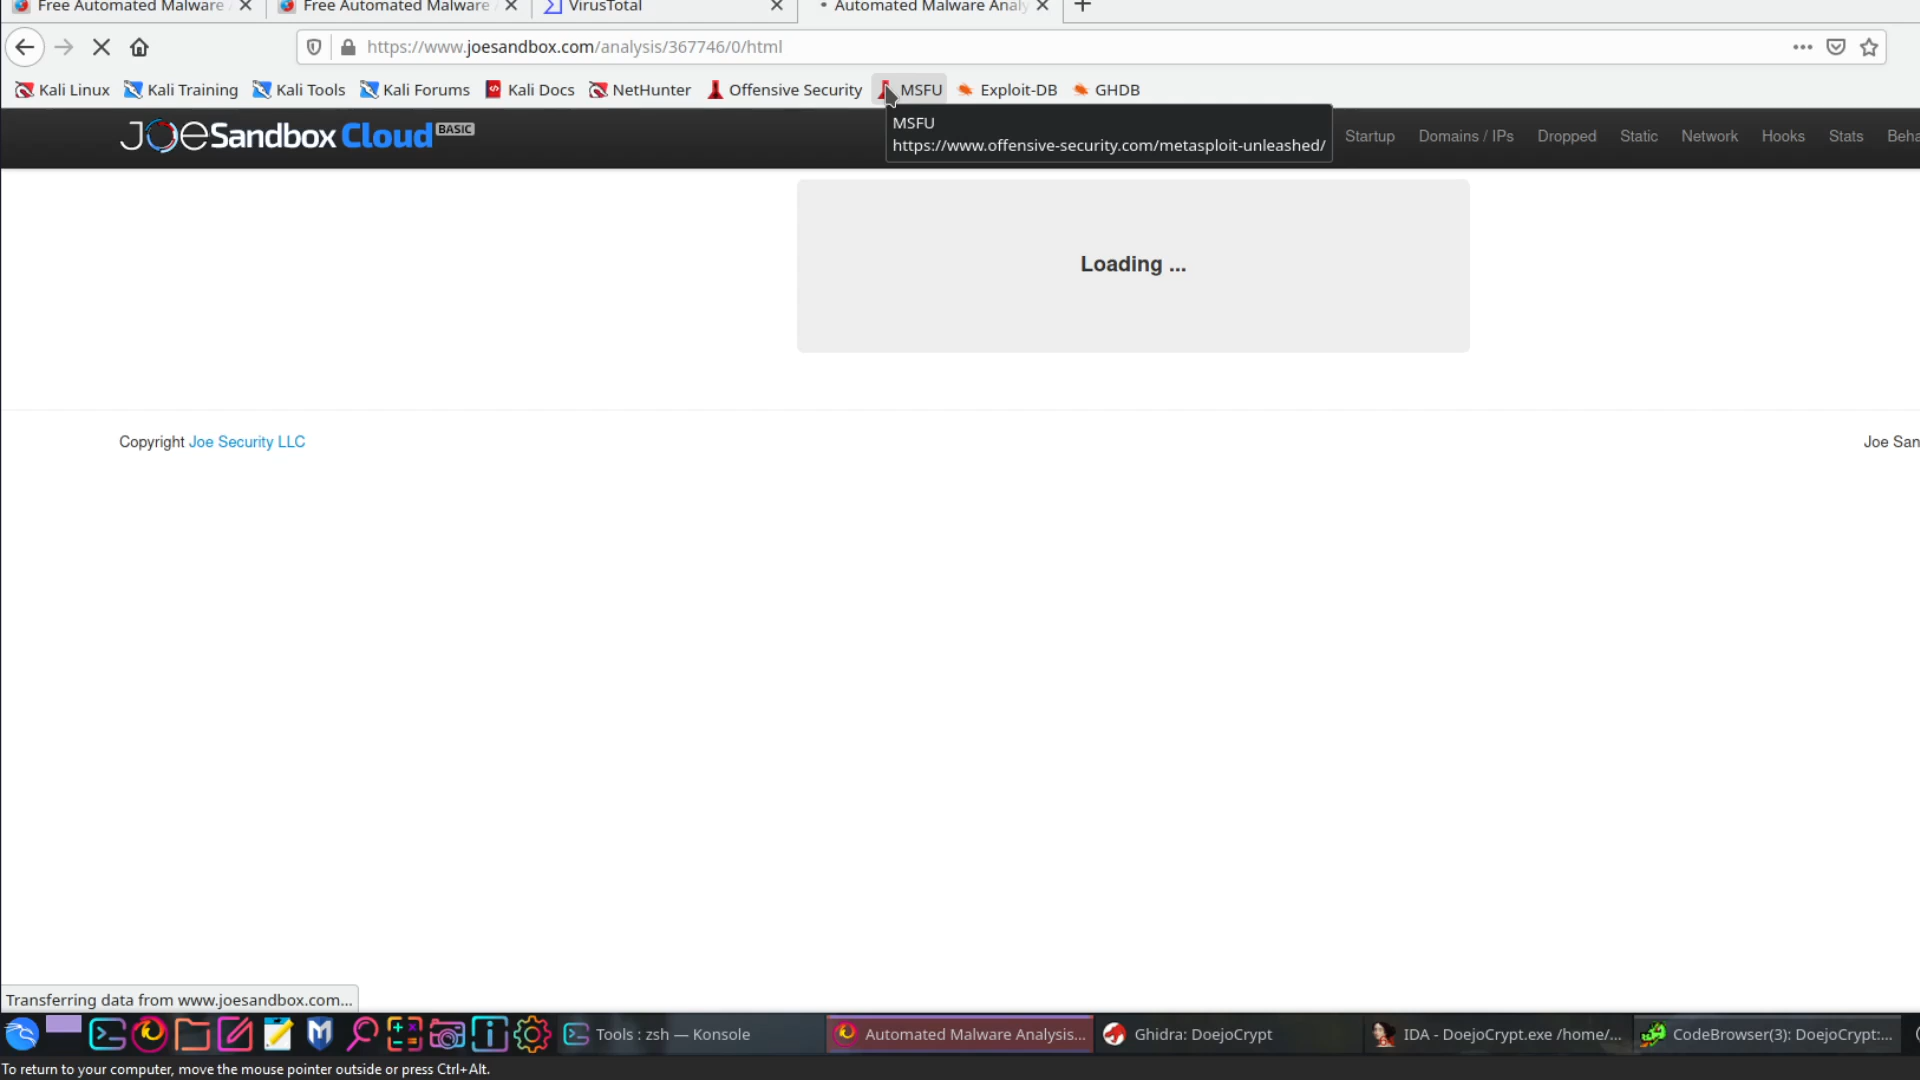 Free Automated Malware
Free Automated Malware
VirusTotal
Automated Malware Analy
https://www.joesandbox.com/analysis/367746/0/html
Kali Linux
Kali Training
Kali Tools
Kali Forums
Kali Docs
NetHunter
Offensive Security
MSFU
Exploit-DB
GHDB
JOESandbox Cloud BASIC
MSFU
https://www.offensive-security.com/metasploit-unleashed/
Startup
Domains / IPs
Dropped
Static
Network
Hooks
Stats
Beha
Loading ...
Copyright Joe Security LLC
Joe San
Transferring data from www.joesandbox.com...
Tools : zsh — Konsole
Automated Malware Analysis...
Ghidra: DoejoCrypt
IDA - DoejoCrypt.exe /home/...
CodeBrowser(3): DoejoCrypt:...
To return to your computer, move the mouse pointer outside or press Ctrl+Alt.